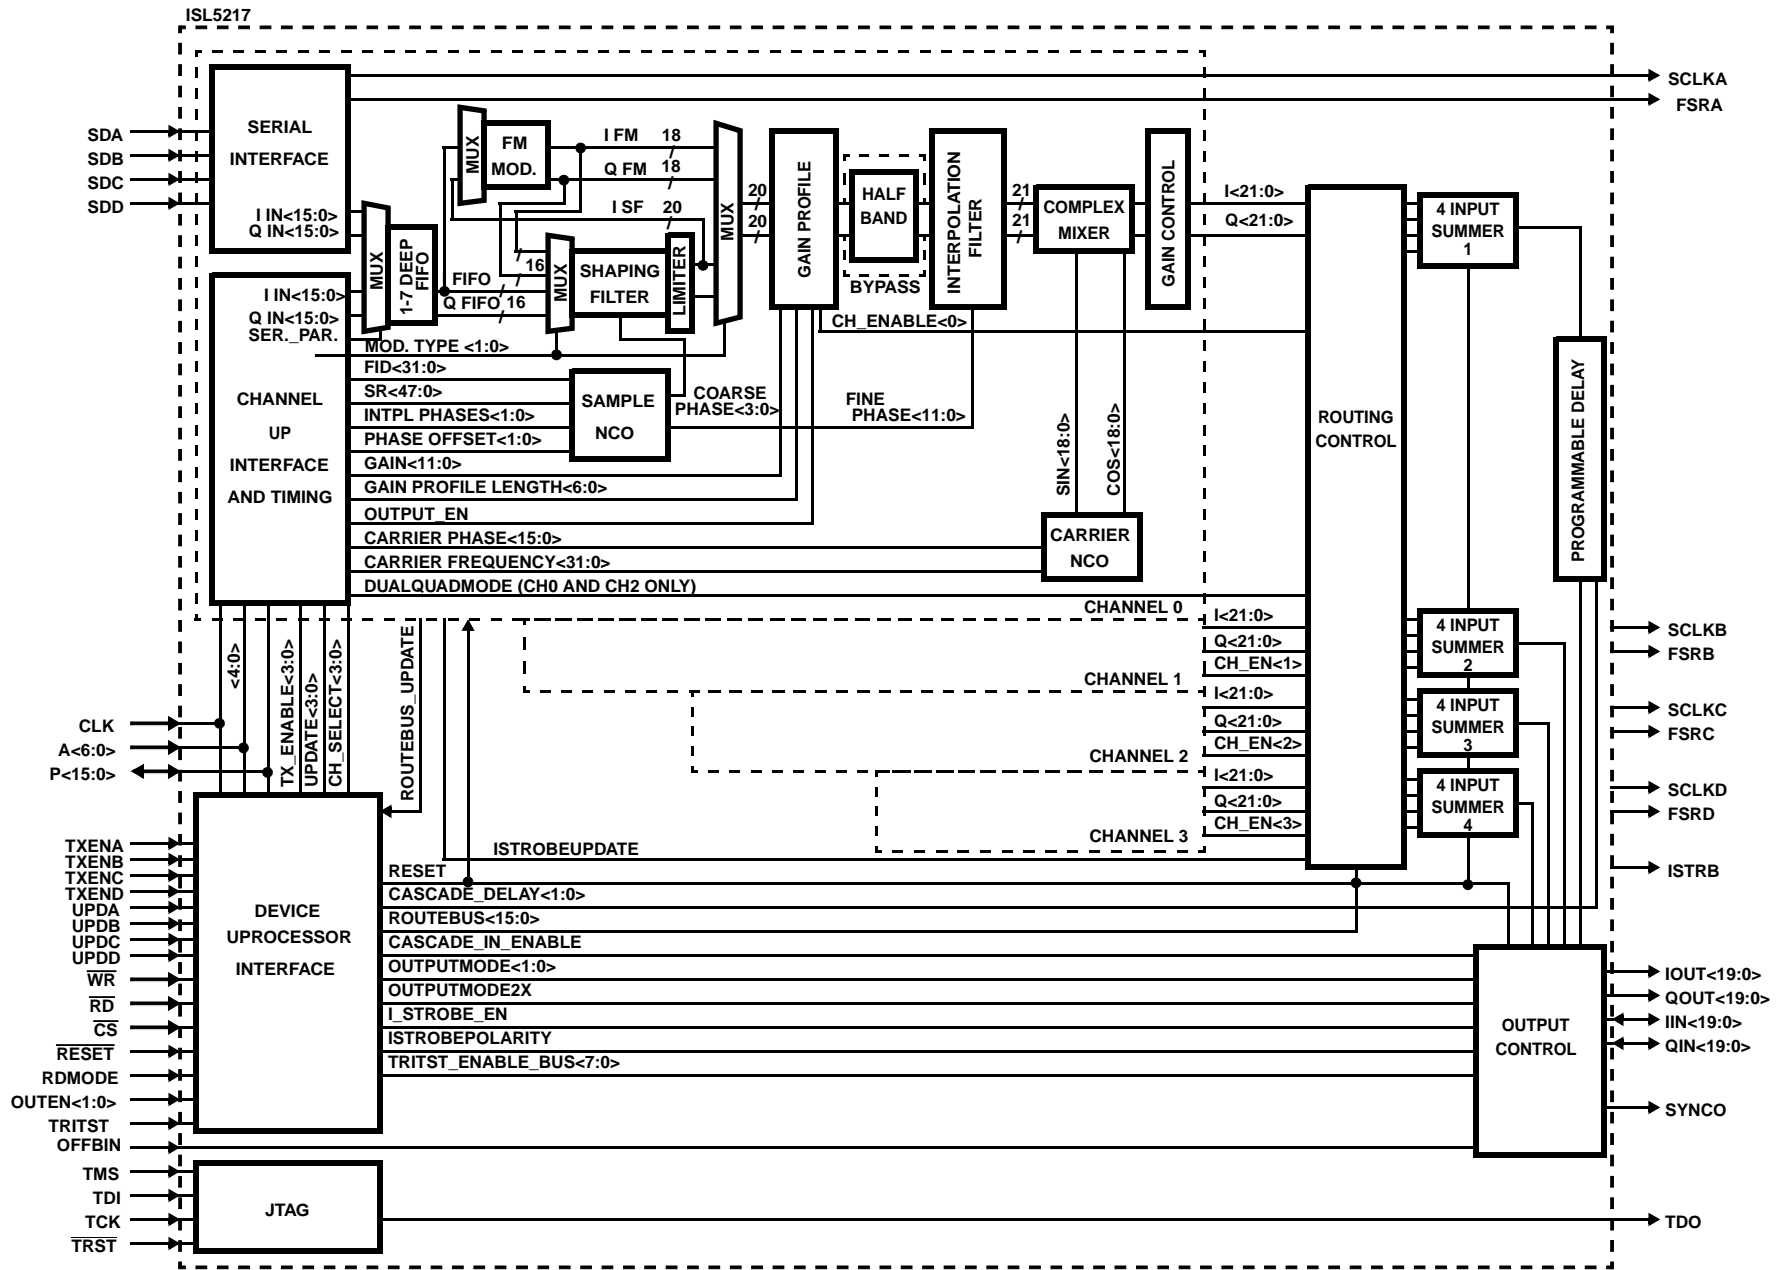 ISL5217
SCLKA
FSRA
SDA
SDB
SDC
SDD
SERIAL
INTERFACE
I IN<15:0>
Q IN<15:0>
MUX
1-7 DEEP
FIFO
I IN<15:0>
Q IN<15:0>
SER._PAR.
CHANNEL
UP
INTERFACE
AND TIMING
MUX
FM
MOD.
I FM
18
Q FM
18
I SF
20
16
FIFO
Q FIFO
16
MUX
SHAPING
FILTER
LIMITER
MUX
20
20
GAIN PROFILE
HALF
BAND
BYPASS
INTERPOLATION
FILTER
21
21
COMPLEX
MIXER
GAIN CONTROL
I<21:0>
Q<21:0>
CH_ENABLE<0>
MOD. TYPE <1:0>
FID<31:0>
SR<47:0>
INTPL PHASES<1:0>
PHASE OFFSET<1:0>
GAIN<11:0>
GAIN PROFILE LENGTH<6:0>
OUTPUT_EN
CARRIER PHASE<15:0>
CARRIER FREQUENCY<31:0>
DUALQUADMODE (CH0 AND CH2 ONLY)
SAMPLE
NCO
COARSE
PHASE<3:0>
FINE
PHASE<11:0>
SIN<18:0>
COS<18:0>
CARRIER
NCO
ROUTING
CONTROL
4 INPUT
SUMMER
1
PROGRAMMABLE DELAY
CHANNEL 0
I<21:0>
Q<21:0>
CH_EN<1>
CHANNEL 1
I<21:0>
Q<21:0>
CH_EN<2>
CHANNEL 2
I<21:0>
Q<21:0>
CH_EN<3>
CHANNEL 3
4 INPUT
SUMMER
2
4 INPUT
SUMMER
3
4 INPUT
SUMMER
4
SCLKB
FSRB
SCLKC
FSRC
SCLKD
FSRD
ISTRB
<4:0>
TX_ENABLE<3:0>
UPDATE<3:0>
CH_SELECT<3:0>
ROUTEBUS_UPDATE
CLK
A<6:0>
P<15:0>
TXENA
TXENB
TXENC
TXEND
UPDA
UPDB
UPDC
UPDD
WR
RD
CS
RESET
RDMODE
OUTEN<1:0>
TRITST
OFFBIN
DEVICE
UPROCESSOR
INTERFACE
ISTROBEUPDATE
RESET
CASCADE_DELAY<1:0>
ROUTEBUS<15:0>
CASCADE_IN_ENABLE
OUTPUTMODE<1:0>
OUTPUTMODE2X
I_STROBE_EN
ISTROBEPOLARITY
TRITST_ENABLE_BUS<7:0>
OUTPUT
CONTROL
IOUT<19:0>
QOUT<19:0>
IIN<19:0>
QIN<19:0>
SYNCO
TMS
TDI
TCK
TRST
JTAG
TDO